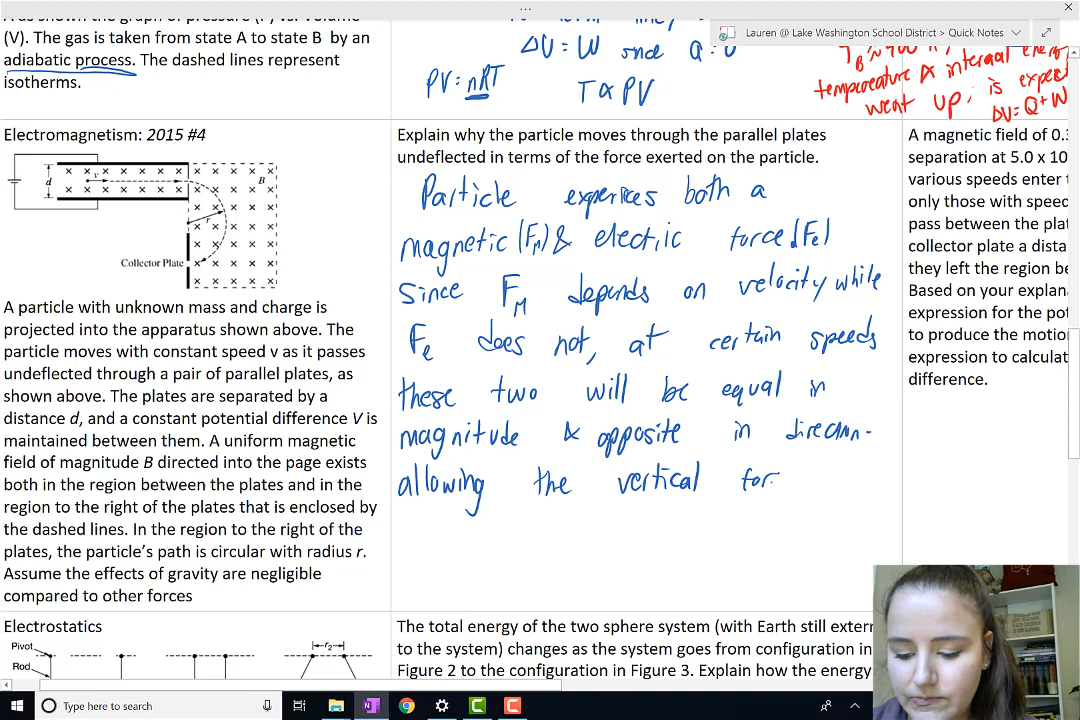 A as shown the graph of pressure (P) vs. volume
(V). The gas is taken from state A to state B by an
adiabatic process. The dashed lines represent
isotherms.
ΔU = W since Q = 0
PV = nRT
T ∝ PV
Lauren @ Lake Washington School District › Quick Notes
temperature ∝ internal energy
went up, is expec
ΔU = Q + W
Electromagnetism: 2015 #4
d
v
B
r
Collector Plate
A particle with unknown mass and charge is
projected into the apparatus shown above. The
particle moves with constant speed v as it passes
undeflected through a pair of parallel plates, as
shown above. The plates are separated by a
distance d, and a constant potential difference V is
maintained between them. A uniform magnetic
field of magnitude B directed into the page exists
both in the region between the plates and in the
region to the right of the plates that is enclosed by
the dashed lines. In the region to the right of the
plates, the particle's path is circular with radius r.
Assume the effects of gravity are negligible
compared to other forces
Explain why the particle moves through the parallel plates
undeflected in terms of the force exerted on the particle.
Particle experices both a
magnetic (FM) & electric force (Fe)
Since FM depends on velocity while
Fe does not, at certain speeds
these two will be equal in
magnitude & opposite in direction-
allowing the vertical for
A magnetic field of 0.3
separation at 5.0 x 10
various speeds enter t
only those with speed
pass between the plat
collector plate a dista
they left the region be
Based on your explan
expression for the pot
to produce the motion
expression to calculat
difference.
Electrostatics
Pivot
Rod
r2
The total energy of the two sphere system (with Earth still extern
to the system) changes as the system goes from configuration in
Figure 2 to the configuration in Figure 3. Explain how the energy
Type here to search